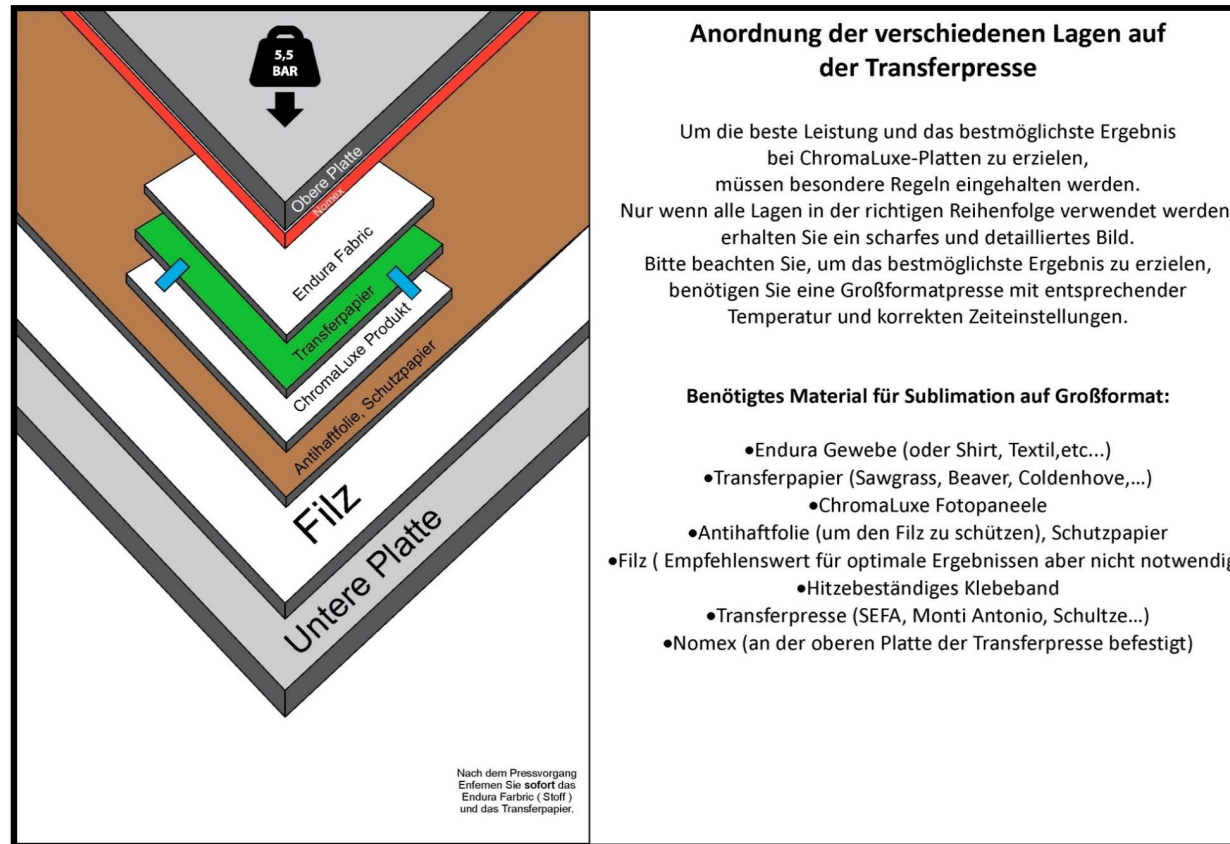 5,5
BAR
Obere Platte
Nomex
Endura Fabric
Transferpapier
ChromaLuxe Produkt
Antihaftfolie, Schutzpapier
Filz
Untere Platte
Nach dem Pressvorgang
Enfernen Sie sofort das
Endura Farbric ( Stoff )
und das Transferpapier.
Anordnung der verschiedenen Lagen auf
der Transferpresse
Um die beste Leistung und das bestmöglichste Ergebnis
bei ChromaLuxe-Platten zu erzielen,
müssen besondere Regeln eingehalten werden.
Nur wenn alle Lagen in der richtigen Reihenfolge verwendet werden
erhalten Sie ein scharfes und detailliertes Bild.
Bitte beachten Sie, um das bestmöglichste Ergebnis zu erzielen,
benötigen Sie eine Großformatpresse mit entsprechender
Temperatur und korrekten Zeiteinstellungen.
Benötigtes Material für Sublimation auf Großformat:
•Endura Gewebe (oder Shirt, Textil,etc...)
•Transferpapier (Sawgrass, Beaver, Coldenhove,…)
•ChromaLuxe Fotopaneele
•Antihaftfolie (um den Filz zu schützen), Schutzpapier
•Filz ( Empfehlenswert für optimale Ergebnissen aber nicht notwendig
•Hitzebeständiges Klebeband
•Transferpresse (SEFA, Monti Antonio, Schultze…)
•Nomex (an der oberen Platte der Transferpresse befestigt)